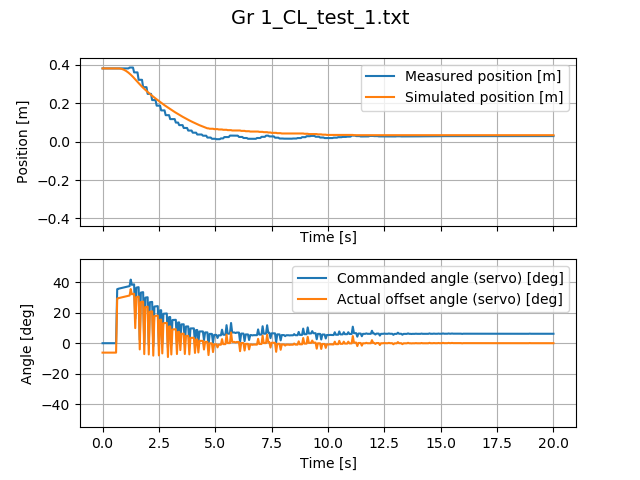 Gr 1_CL_test_1.txt
Position [m]
0.4
0.2
0.0
−0.2
−0.4
Measured position [m]
Simulated position [m]
Time [s]
Angle [deg]
40
20
0
−20
−40
Commanded angle (servo) [deg]
Actual offset angle (servo) [deg]
0.0 2.5 5.0 7.5 10.0 12.5 15.0 17.5 20.0
Time [s]